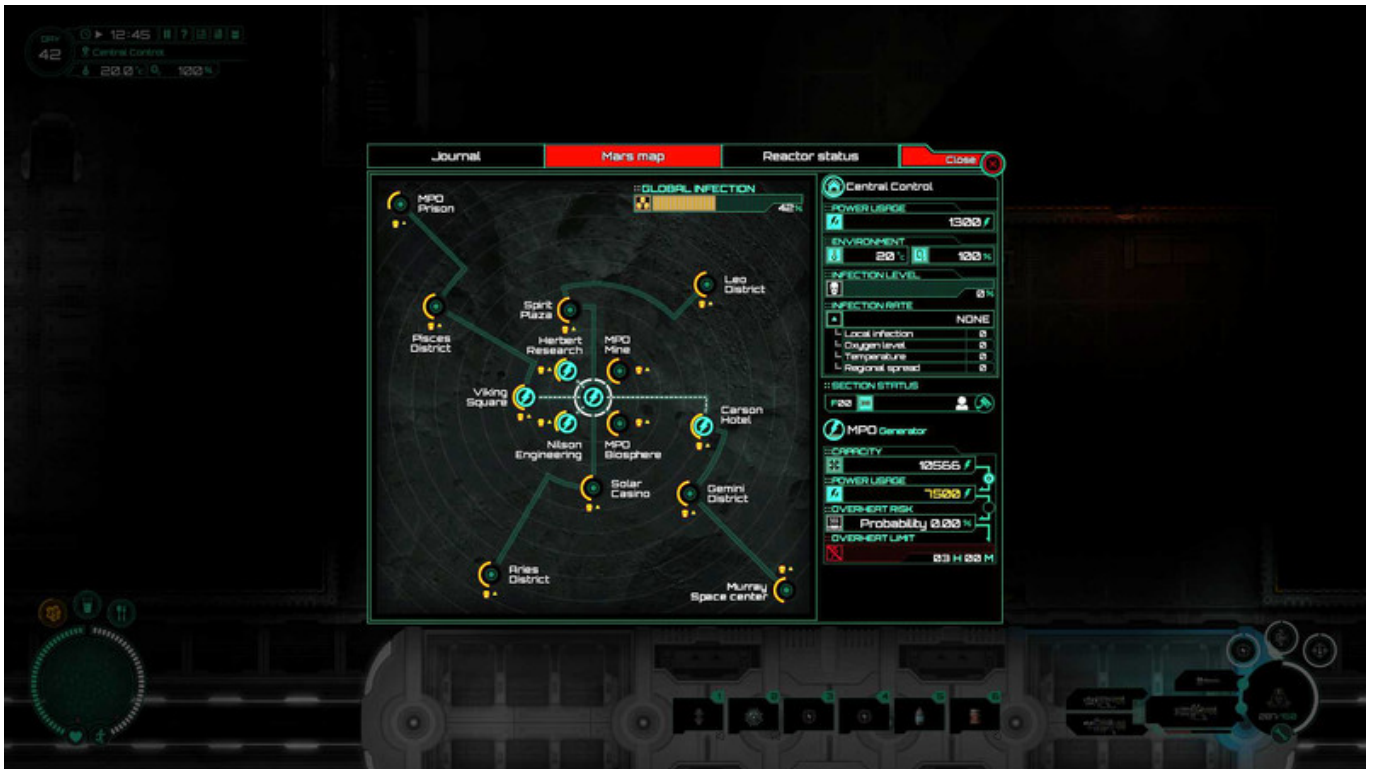 DAY
42
12:45
?
Central Control
20.0°c
100%
Journal
Mars map
Reactor status
Close
MPO
Prison
GLOBAL INFECTION
42%
Leo
District
Spirit
Plaza
Pisces
District
Herbert
Research
MPO
Mine
Viking
Square
Carson
Hotel
Nilson
Engineering
MPO
Biosphere
Solar
Casino
Gemini
District
Aries
District
Murray
Space center
Central Control
POWER USAGE
1300
ENVIRONMENT
20°c
100%
INFECTION LEVEL
0%
INFECTION RATE
NONE
Local infection 0
Oxygen level 0
Temperature 0
Regional spread 0
SECTION STATUS
F00
MPO Generator
CAPACITY
10566
POWER USAGE
7500
OVERHEAT RISK
Probability 0.00%
OVERHEAT LIMIT
03 H 00 M
1
2
3
4
5
6